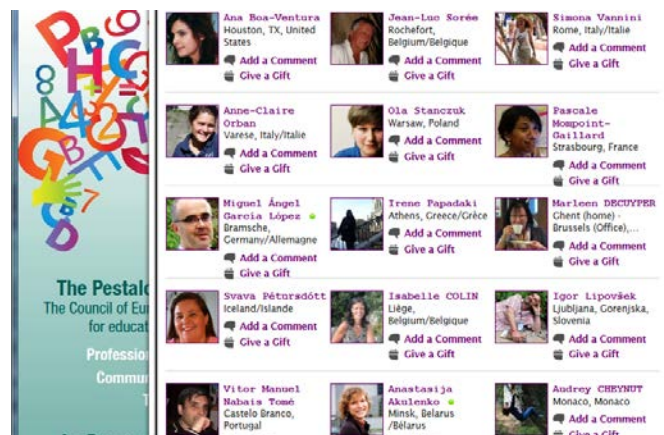 The Pestalo
The Council of Eur
for educat
Professio
Commun
T
Ana Boa-Ventura
Houston, TX, United
States
Add a Comment
Give a Gift
Jean-Luc Sorée
Rochefort,
Belgium/Belgique
Add a Comment
Give a Gift
Simona Vannini
Rome, Italy/Italie
Add a Comment
Give a Gift
Anne-Claire
Orban
Varese, Italy/Italie
Add a Comment
Give a Gift
Ola Stanczuk
Warsaw, Poland
Add a Comment
Give a Gift
Pascale
Mompoint-
Gaillard
Strasbourg, France
Add a Comment
Give a Gift
Miguel Ángel
García López
Bramsche,
Germany/Allemagne
Add a Comment
Give a Gift
Irene Papadaki
Athens, Greece/Grèce
Add a Comment
Give a Gift
Marleen DECUYPER
Ghent (home) -
Brussels (Office),...
Add a Comment
Give a Gift
Svava Pétursdótt
Iceland/Islande
Add a Comment
Give a Gift
Isabelle COLIN
Liège,
Belgium/Belgique
Add a Comment
Give a Gift
Igor Lipovšek
Ljubljana, Gorenjska,
Slovenia
Add a Comment
Give a Gift
Vitor Manuel
Nabais Tomé
Castelo Branco,
Portugal
Anastasija
Akulenko
Minsk, Belarus
/Bélarus
Audrey CHEYNUT
Monaco, Monaco
Add a Comment
Give a Gift